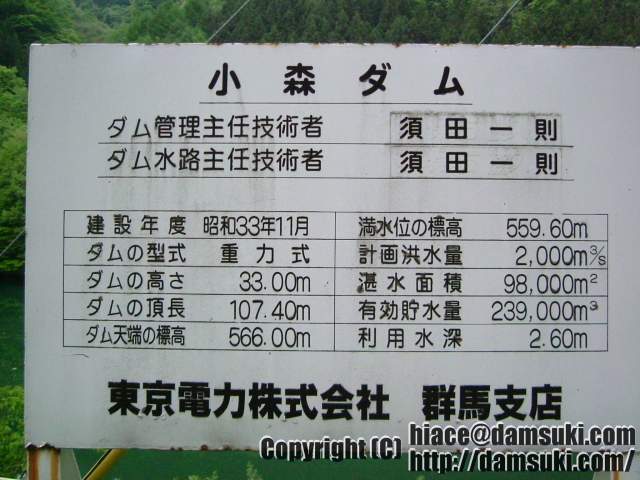 小森ダム
ダム管理主任技術者 須田一則
ダム水路主任技術者 須田一則
建設年度 昭和33年11月 満水位の標高 559.60m
ダムの型式 重力式 計画洪水量 2,000m³/s
ダムの高さ 33.00m 湛水面積 98,000m²
ダムの頂長 107.40m 有効貯水量 239,000m³
ダム天端の標高 566.00m 利用水深 2.60m
東京電力株式会社 群馬支店
Copyright (C) hiace@damsuki.com
http://damsuki.com/